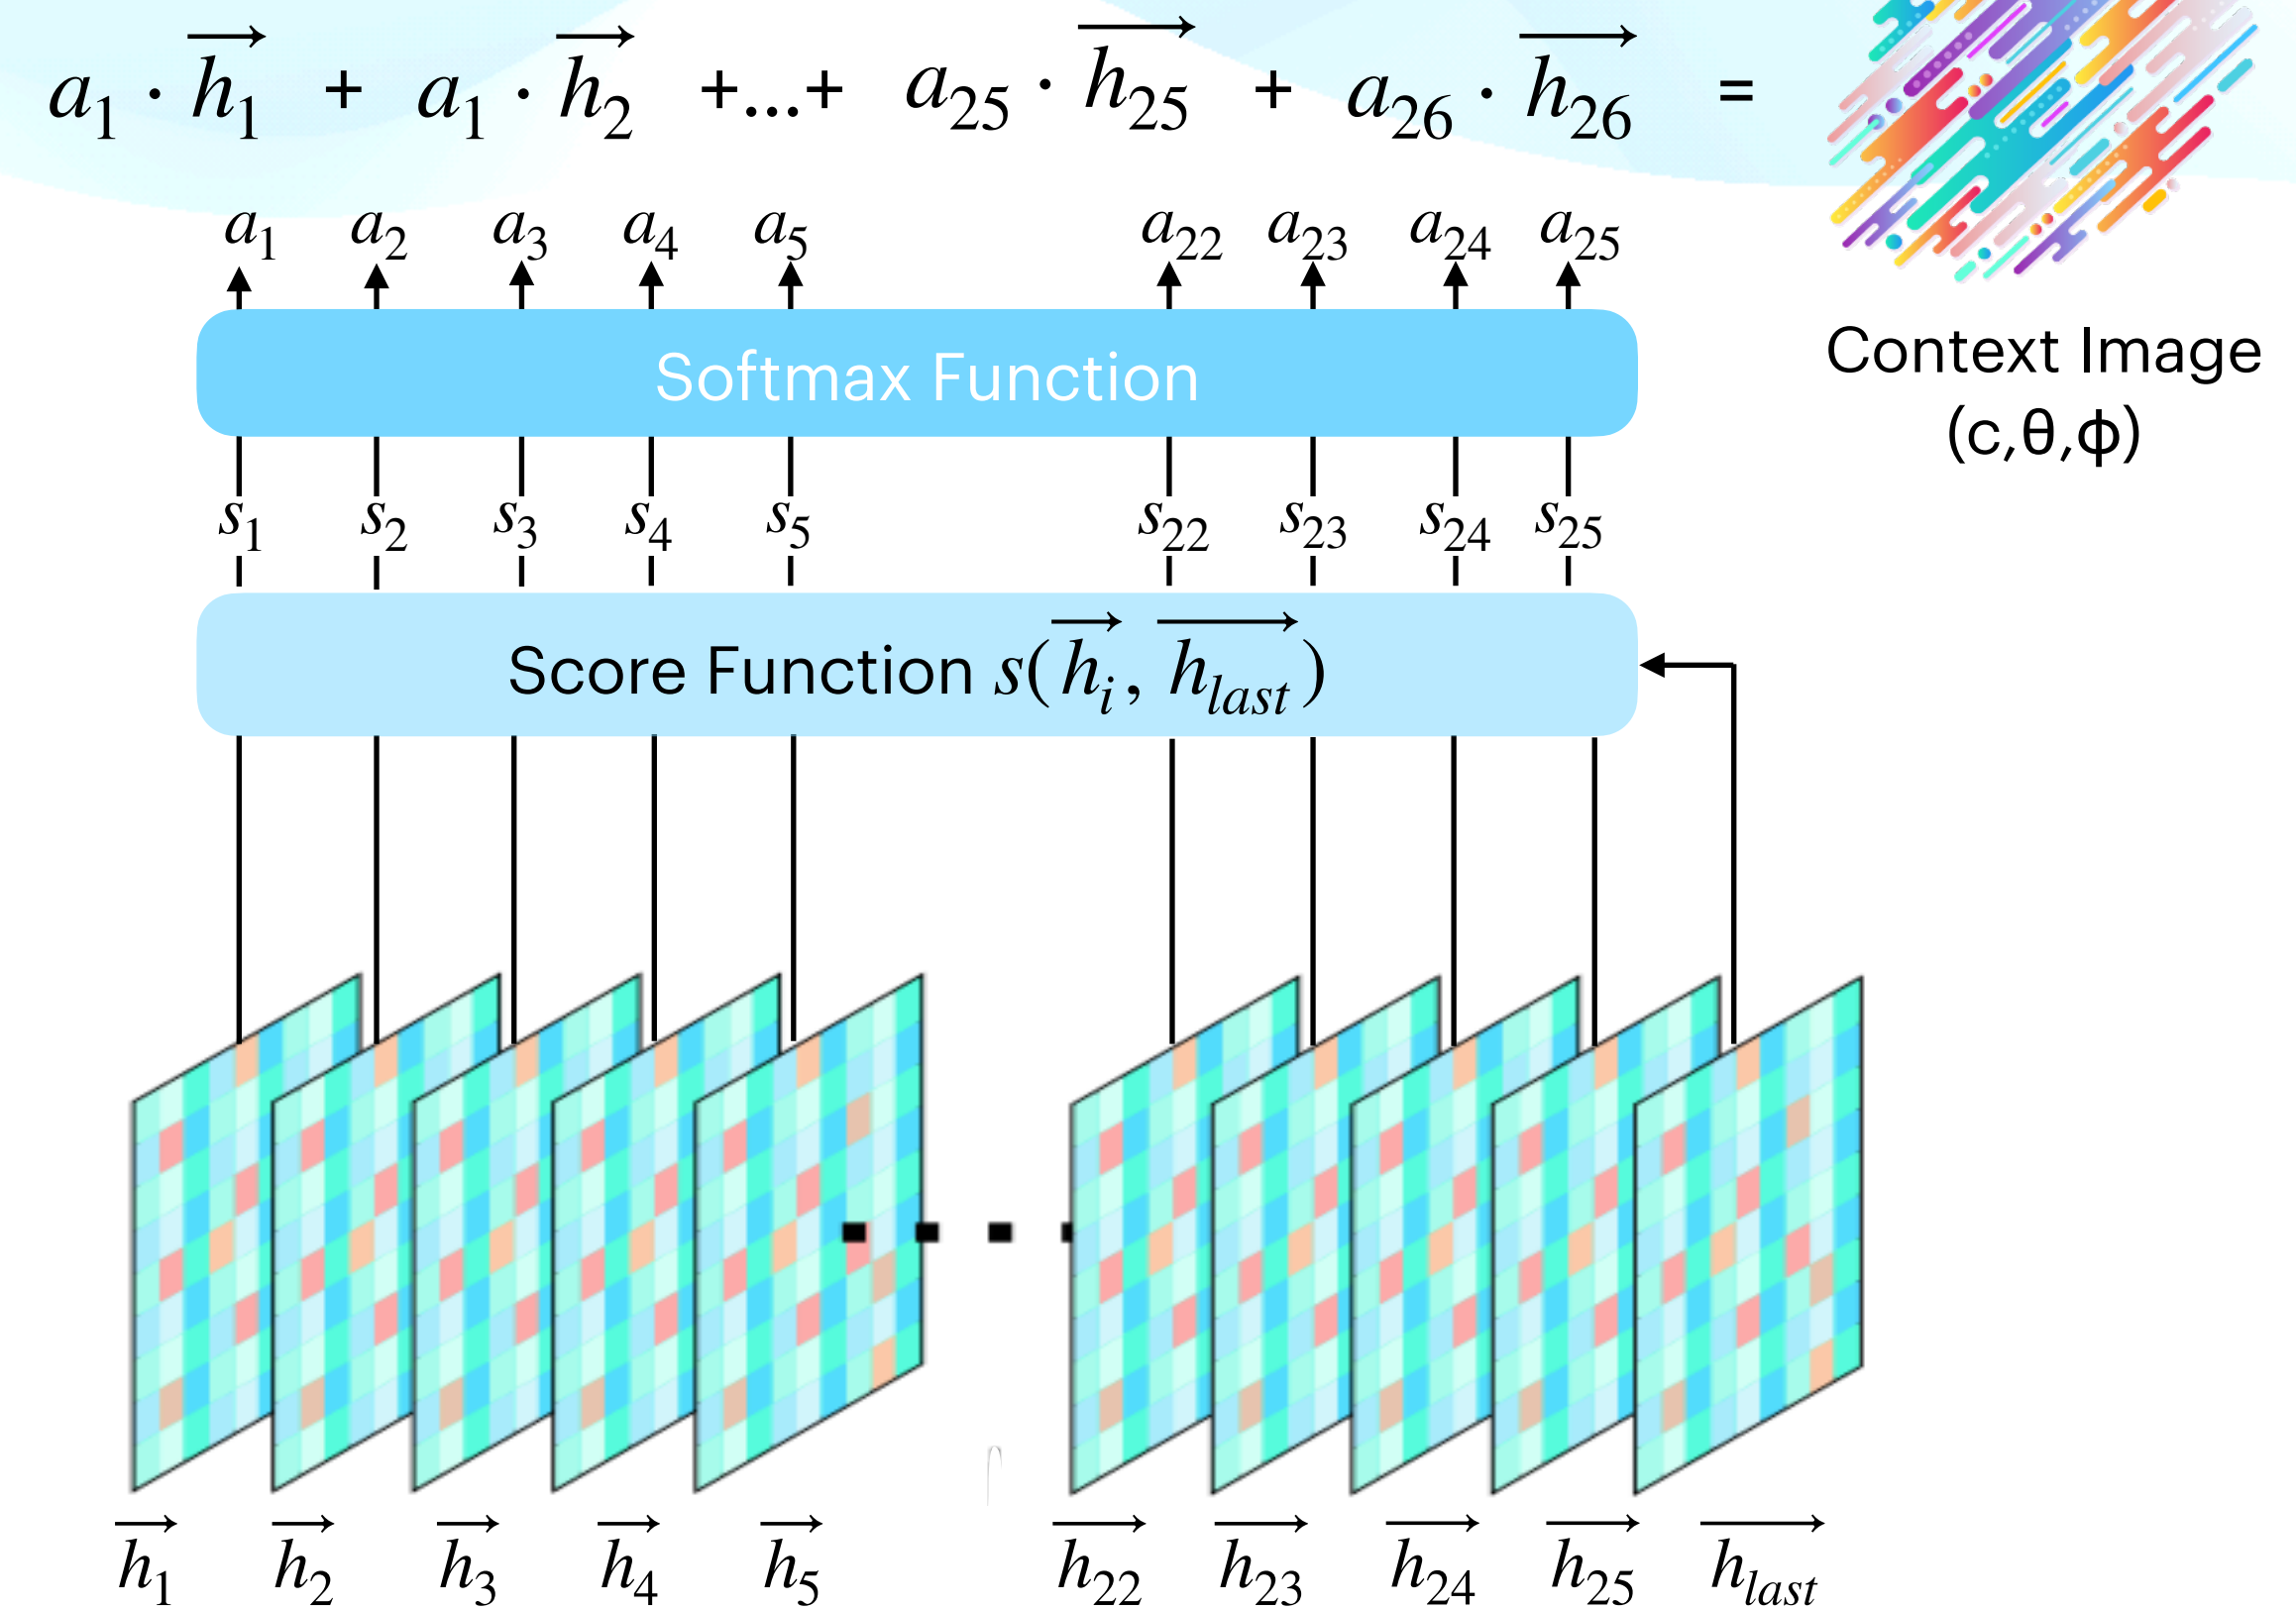 a₁ · h₁ + a₁ · h₂ +...+ a₂₅ · h₂₅ + a₂₆ · h₂₆ =
a₁ a₂ a₃ a₄ a₅ a₂₂ a₂₃ a₂₄ a₂₅
Softmax Function
Context Image
(c,θ,ϕ)
s₁ s₂ s₃ s₄ s₅ s₂₂ s₂₃ s₂₄ s₂₅
Score Function s(hᵢ, h_last)
h₁ h₂ h₃ h₄ h₅ h₂₂ h₂₃ h₂₄ h₂₅ h_last